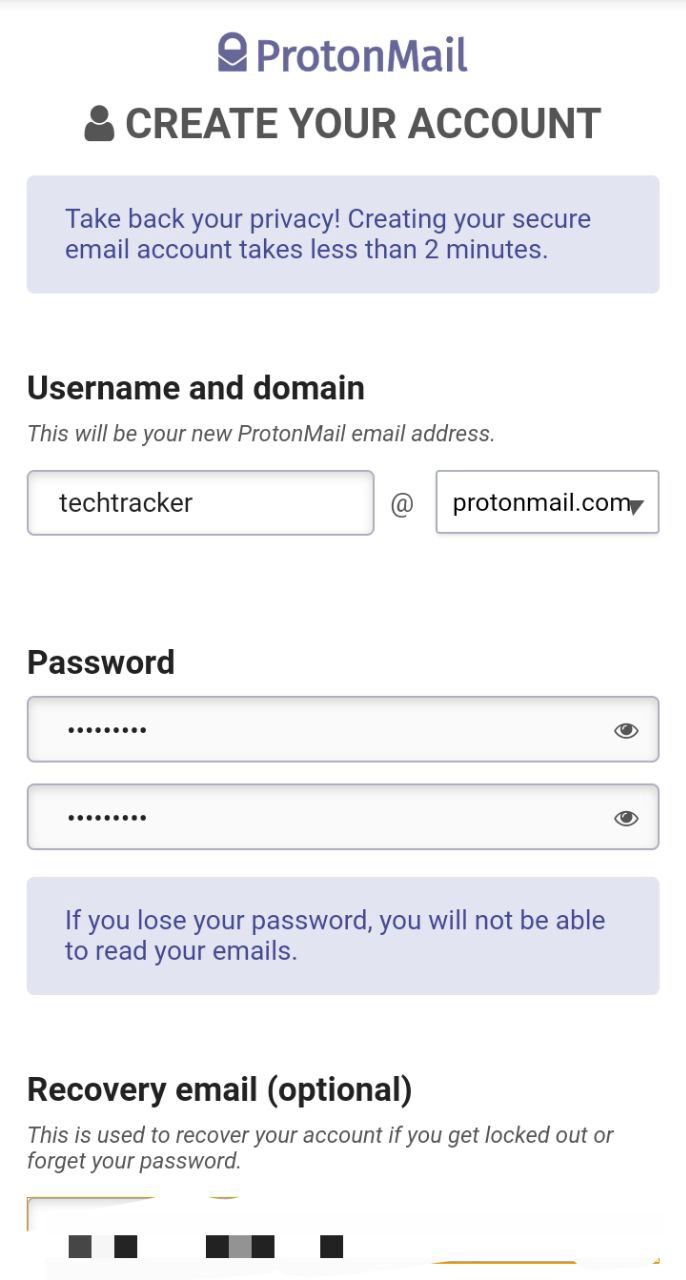 ProtonMail
CREATE YOUR ACCOUNT
Take back your privacy! Creating your secure
email account takes less than 2 minutes.
Username and domain
This will be your new ProtonMail email address.
techtracker @ protonmail.com
Password
•••••••••
•••••••••
If you lose your password, you will not be able
to read your emails.
Recovery email (optional)
This is used to recover your account if you get locked out or
forget your password.